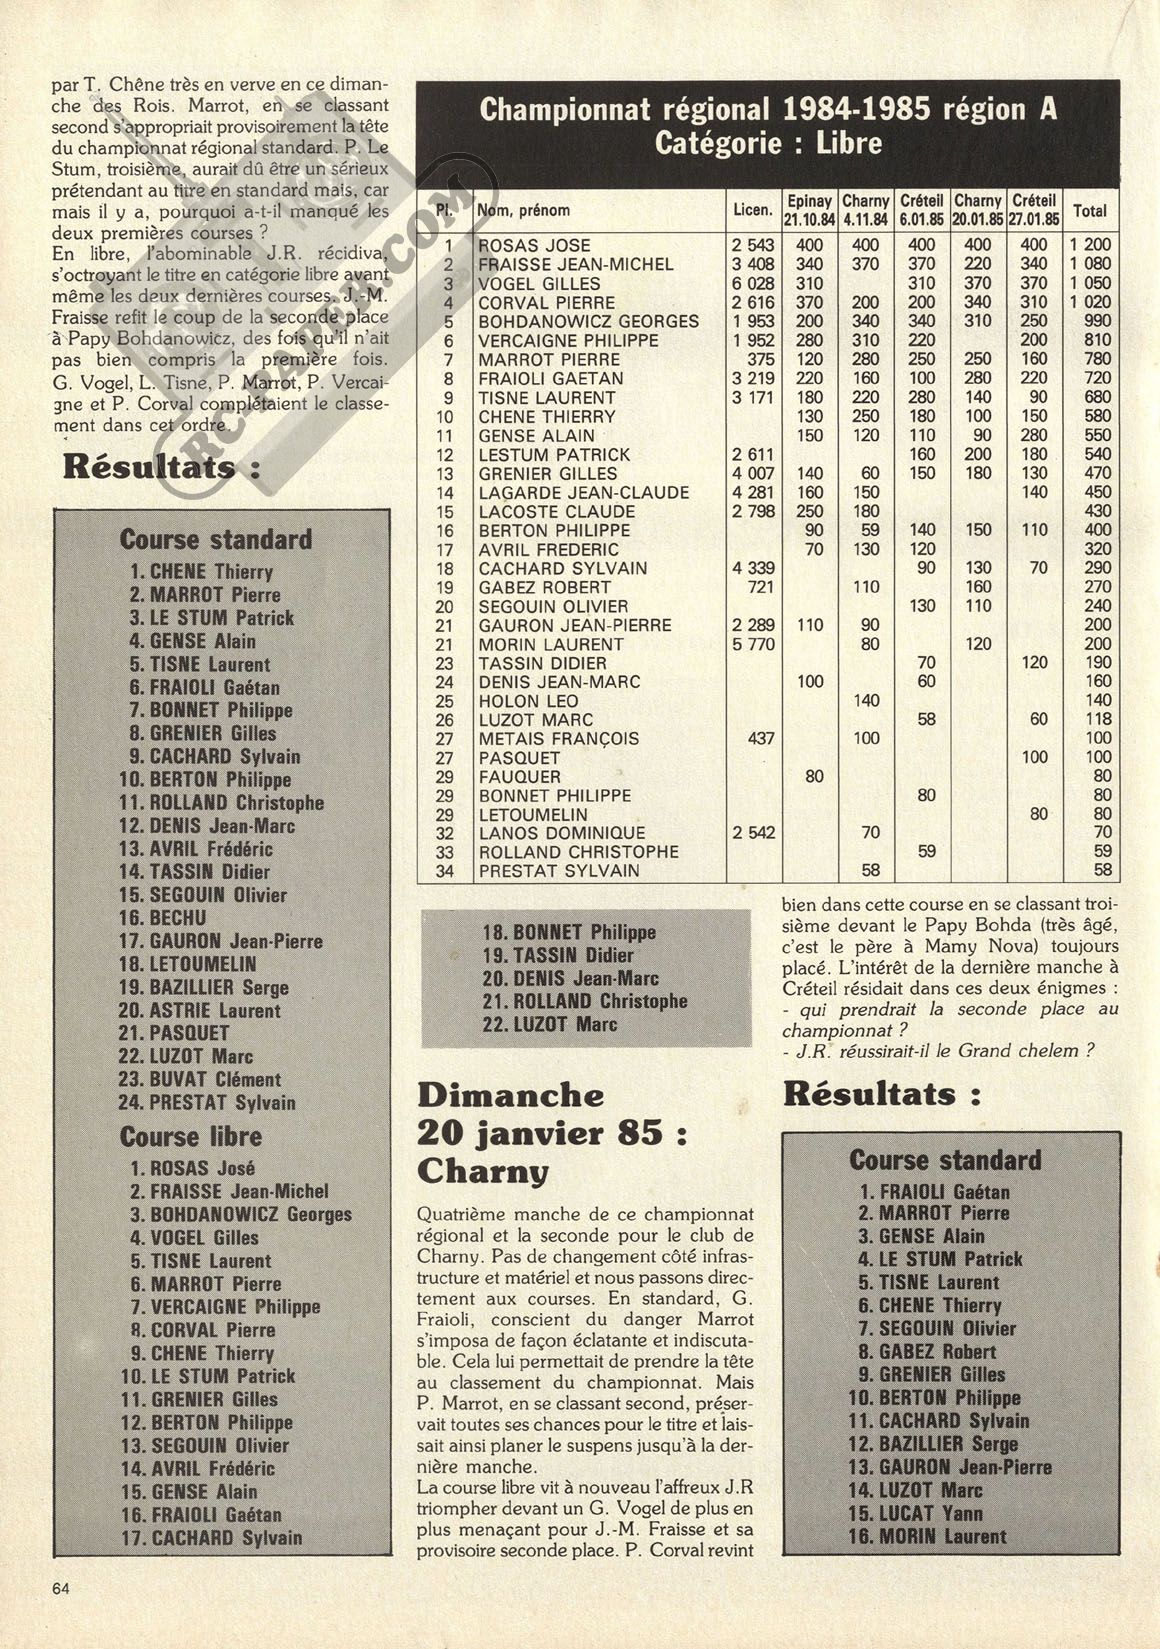 par T. Chêne très en verve en ce diman-
che des Rois. Marrot, en se classant
second s'appropriait provisoirement la tête
du championnat régional standard. P. Le
Stum, troisième, aurait dû être un sérieux
prétendant au titre en standard mais, car
mais il y a, pourquoi a-t-il manqué les
deux premières courses ?
En libre, l'abominable J.R. récidiva,
s'octroyant le titre en catégorie libre avant
même les deux dernières courses. J.-M.
Fraisse refit le coup de la seconde place
à Papy Bohdanowicz, des fois qu'il n'ait
pas bien compris la première fois.
G. Vogel, L. Tisne, P. Marrot, P. Vercai-
gne et P. Corval complétaient le classe-
ment dans cet ordre.
RC-PAPER.COM
Résultats :
Course standard
1. CHENE Thierry
2. MARROT Pierre
3. LE STUM Patrick
4. GENSE Alain
5. TISNE Laurent
6. FRAIOLI Gaétan
7. BONNET Philippe
8. GRENIER Gilles
9. CACHARD Sylvain
10. BERTON Philippe
11. ROLLAND Christophe
12. DENIS Jean-Marc
13. AVRIL Frédéric
14. TASSIN Didier
15. SEGOUIN Olivier
16. BECHU
17. GAURON Jean-Pierre
18. LETOUMELIN
19. BAZILLIER Serge
20. ASTRIE Laurent
21. PASQUET
22. LUZOT Marc
23. BUVAT Clément
24. PRESTAT Sylvain
Course libre
1. ROSAS José
2. FRAISSE Jean-Michel
3. BOHDANOWICZ Georges
4. VOGEL Gilles
5. TISNE Laurent
6. MARROT Pierre
7. VERCAIGNE Philippe
8. CORVAL Pierre
9. CHENE Thierry
10. LE STUM Patrick
11. GRENIER Gilles
12. BERTON Philippe
13. SEGOUIN Olivier
14. AVRIL Frédéric
15. GENSE Alain
16. FRAIOLI Gaétan
17. CACHARD Sylvain
Championnat régional 1984-1985 région A
Catégorie : Libre
Pl. Nom, prénom Licen. Epinay 21.10.84 Charny 4.11.84 Créteil 6.01.85 Charny 20.01.85 Créteil 27.01.85 Total
1 ROSAS JOSE 2 543 400 400 400 400 400 1 200
2 FRAISSE JEAN-MICHEL 3 408 340 370 370 220 340 1 080
3 VOGEL GILLES 6 028 310 310 370 370 1 050
4 CORVAL PIERRE 2 616 370 200 200 340 310 1 020
5 BOHDANOWICZ GEORGES 1 953 200 340 340 310 250 990
6 VERCAIGNE PHILIPPE 1 952 280 310 220 200 810
7 MARROT PIERRE 375 120 280 250 250 160 780
8 FRAIOLI GAETAN 3 219 220 160 100 280 220 720
9 TISNE LAURENT 3 171 180 220 280 140 90 680
10 CHENE THIERRY 130 250 180 100 150 580
11 GENSE ALAIN 150 120 110 90 280 550
12 LESTUM PATRICK 2 611 160 200 180 540
13 GRENIER GILLES 4 007 140 60 150 180 130 470
14 LAGARDE JEAN-CLAUDE 4 281 160 150 140 450
15 LACOSTE CLAUDE 2 798 250 180 430
16 BERTON PHILIPPE 90 59 140 150 110 400
17 AVRIL FREDERIC 70 130 120 320
18 CACHARD SYLVAIN 4 339 90 130 70 290
19 GABEZ ROBERT 721 110 160 270
20 SEGOUIN OLIVIER 130 110 240
21 GAURON JEAN-PIERRE 2 289 110 90 200
21 MORIN LAURENT 5 770 80 120 200
23 TASSIN DIDIER 70 120 190
24 DENIS JEAN-MARC 100 60 160
25 HOLON LEO 140 140
26 LUZOT MARC 58 60 118
27 METAIS FRANÇOIS 437 100 100
27 PASQUET 100 100
29 FAUQUER 80 80
29 BONNET PHILIPPE 80 80
29 LETOUMELIN 80 80
32 LANOS DOMINIQUE 2 542 70 70
33 ROLLAND CHRISTOPHE 59 59
34 PRESTAT SYLVAIN 58 58
18. BONNET Philippe
19. TASSIN Didier
20. DENIS Jean-Marc
21. ROLLAND Christophe
22. LUZOT Marc
Dimanche
20 janvier 85 :
Charny
Quatrième manche de ce championnat
régional et la seconde pour le club de
Charny. Pas de changement côté infras-
tructure et matériel et nous passons direc-
tement aux courses. En standard, G.
Fraioli, conscient du danger Marrot
s'imposa de façon éclatante et indiscuta-
ble. Cela lui permettait de prendre la tête
au classement du championnat. Mais
P. Marrot, en se classant second, préser-
vait toutes ses chances pour le titre et lais-
sait ainsi planer le suspens jusqu'à la der-
nière manche.
La course libre vit à nouveau l'affreux J.R
triompher devant un G. Vogel de plus en
plus menaçant pour J.-M. Fraisse et sa
provisoire seconde place. P. Corval revint
bien dans cette course en se classant troi-
sième devant le Papy Bohda (très âgé,
c'est le père à Mamy Nova) toujours
placé. L'intérêt de la dernière manche à
Créteil résidait dans ces deux énigmes :
- qui prendrait la seconde place au
championnat ?
- J.R. réussirait-il le Grand chelem ?
Résultats :
Course standard
1. FRAIOLI Gaétan
2. MARROT Pierre
3. GENSE Alain
4. LE STUM Patrick
5. TISNE Laurent
6. CHENE Thierry
7. SEGOUIN Olivier
8. GABEZ Robert
9. GRENIER Gilles
10. BERTON Philippe
11. CACHARD Sylvain
12. BAZILLIER Serge
13. GAURON Jean-Pierre
14. LUZOT Marc
15. LUCAT Yann
16. MORIN Laurent
64